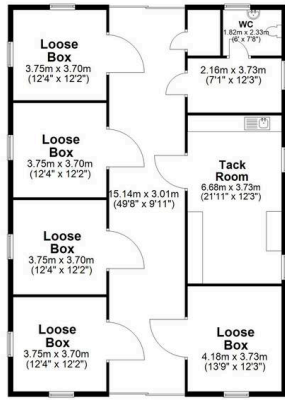 Loose
Box
3.75m x 3.70m
(12'4" x 12'2")
WC
1.82m x 2.33m
(6' x 7'8")
2.16m x 3.73m
(7'1" x 12'3")
Loose
Box
3.75m x 3.70m
(12'4" x 12'2")
Tack
Room
6.68m x 3.73m
(21'11" x 12'3")
15.14m x 3.01m
(49'8" x 9'11")
Loose
Box
3.75m x 3.70m
(12'4" x 12'2")
Loose
Box
3.75m x 3.70m
(12'4" x 12'2")
Loose
Box
4.18m x 3.73m
(13'9" x 12'3")